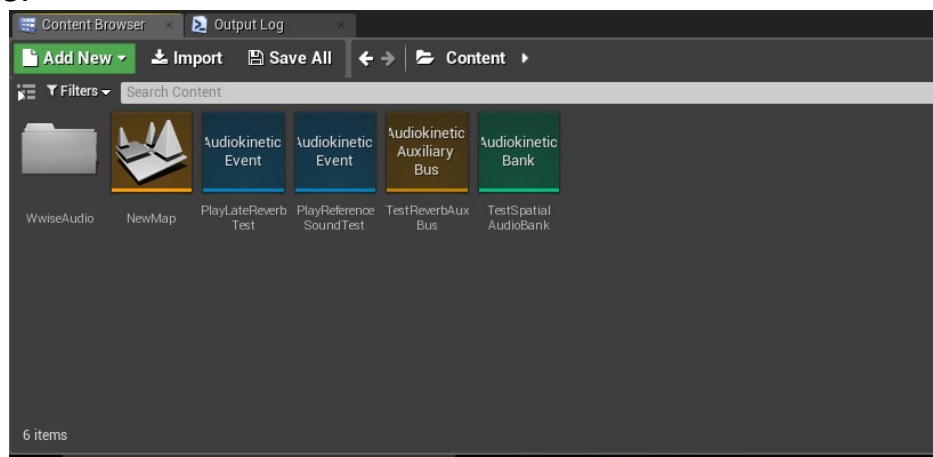 Content Browser Output Log
Add New Import Save All Content
Filters Search Content
Audiokinetic
Event
Audiokinetic
Event
Audiokinetic
Auxiliary
Bus
Audiokinetic
Bank
WwiseAudio
NewMap
PlayLateReverb
Test
PlayReference
SoundTest
TestReverbAux
Bus
TestSpatial
AudioBank
6 items